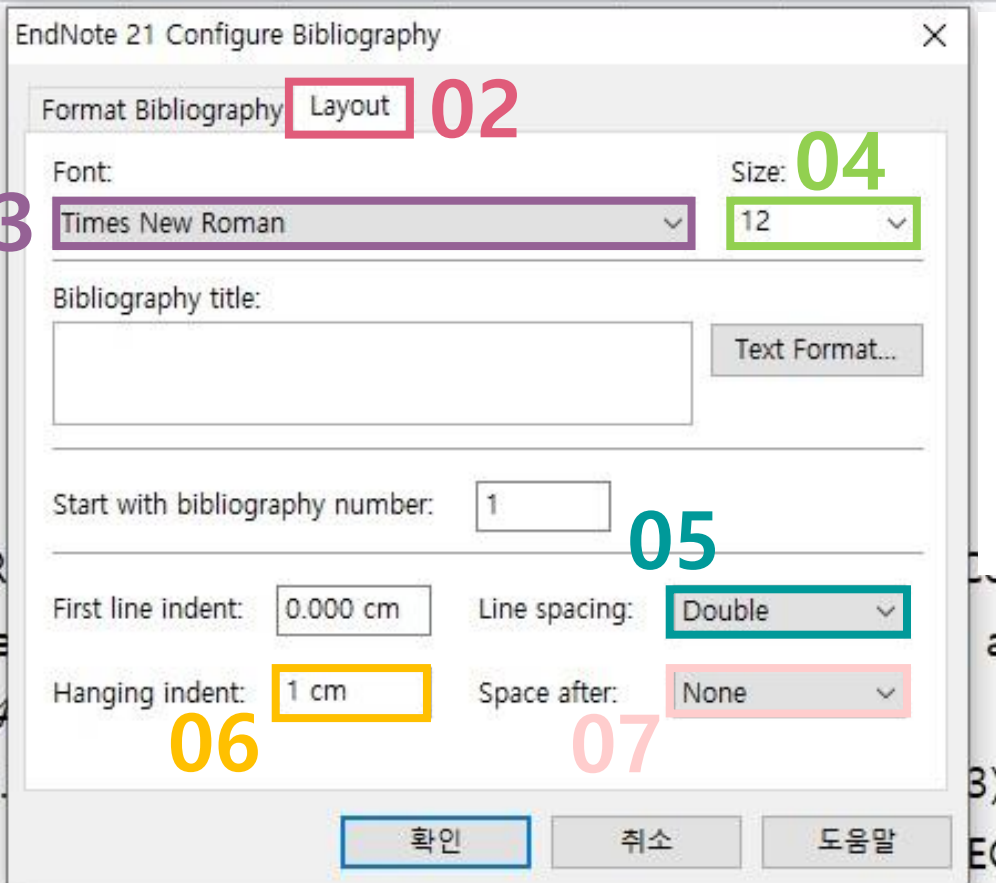 EndNote 21 Configure Bibliography
Format Bibliography Layout 02
Font: Size: 04
3 Times New Roman 12
Bibliography title:
Text Format...
Start with bibliography number: 1
05
First line indent: 0.000 cm Line spacing: Double
Hanging indent: 1 cm Space after: None
06 07
3)
확인 취소 도움말